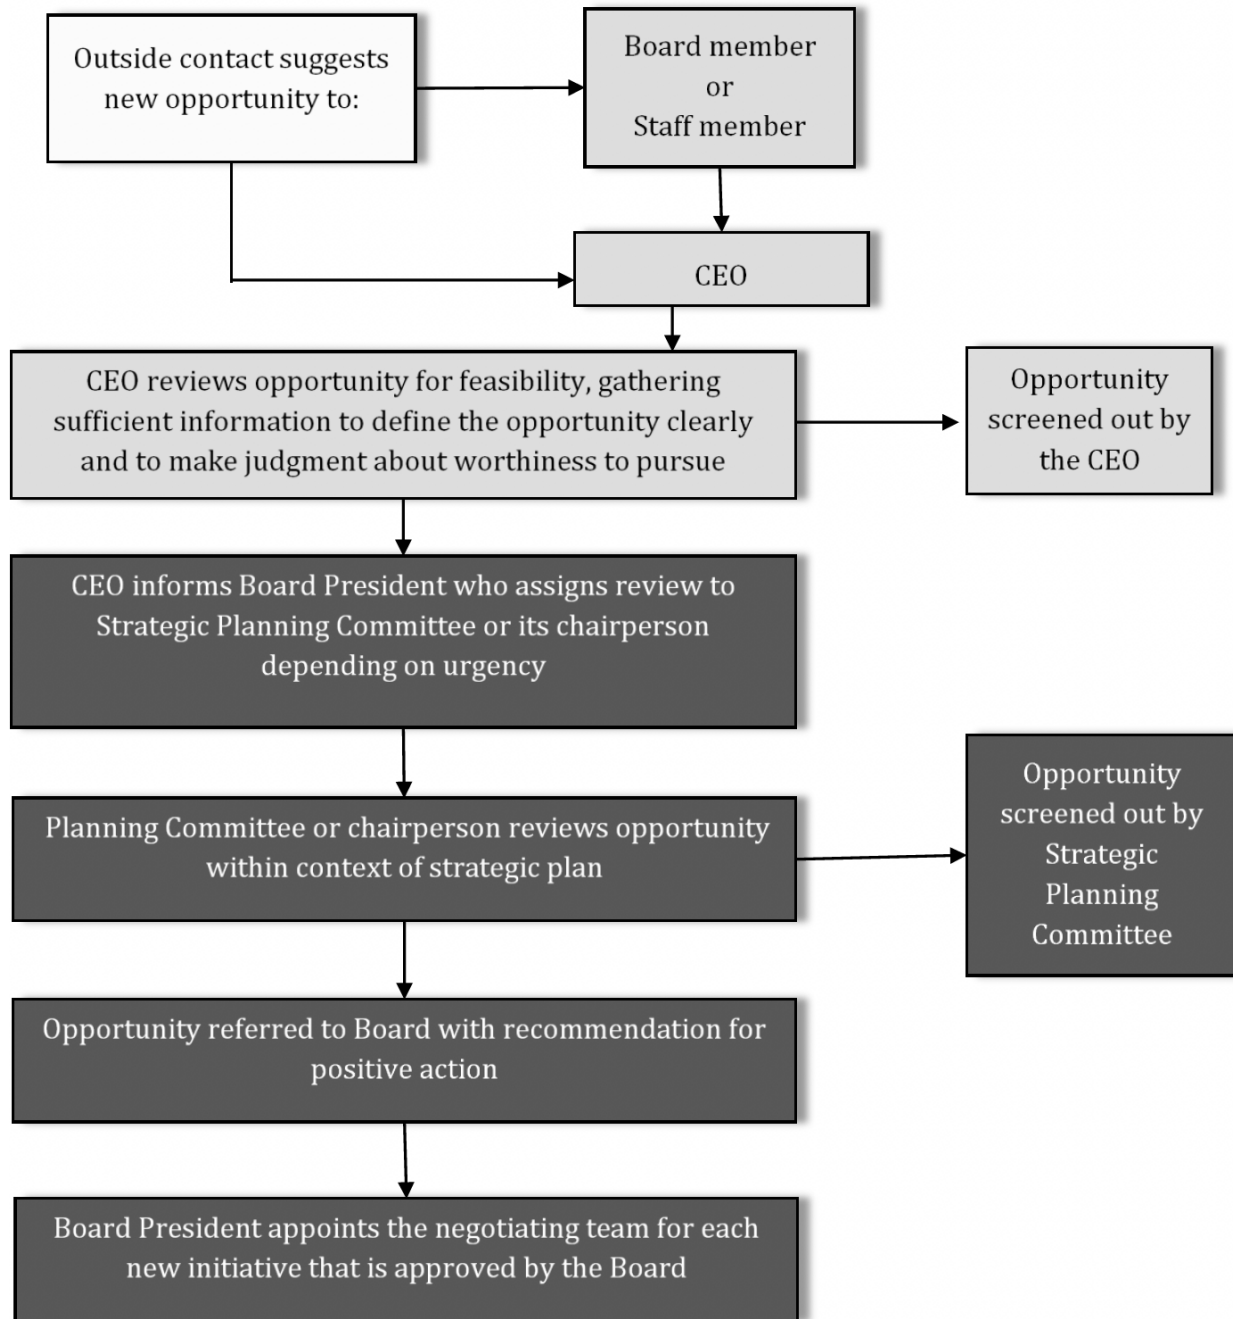 Outside contact suggests
new opportunity to:
Board member
or
Staff member
CEO
CEO reviews opportunity for feasibility, gathering
sufficient information to define the opportunity clearly
and to make judgment about worthiness to pursue
Opportunity
screened out by
the CEO
CEO informs Board President who assigns review to
Strategic Planning Committee or its chairperson
depending on urgency
Planning Committee or chairperson reviews opportunity
within context of strategic plan
Opportunity
screened out by
Strategic
Planning
Committee
Opportunity referred to Board with recommendation for
positive action
Board President appoints the negotiating team for each
new initiative that is approved by the Board